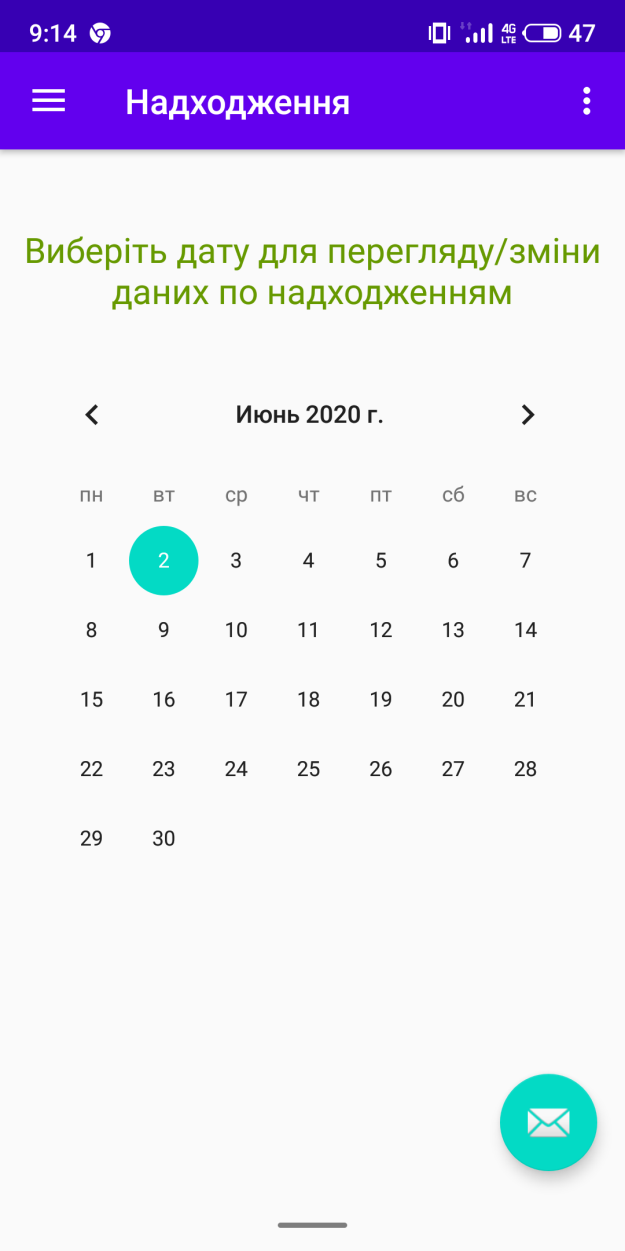 9:14 4G LTE 47
Надходження
Виберіть дату для перегляду/зміни
даних по надходженням
Июнь 2020 г.
пн вт ср чт пт сб вс
1 2 3 4 5 6 7
8 9 10 11 12 13 14
15 16 17 18 19 20 21
22 23 24 25 26 27 28
29 30